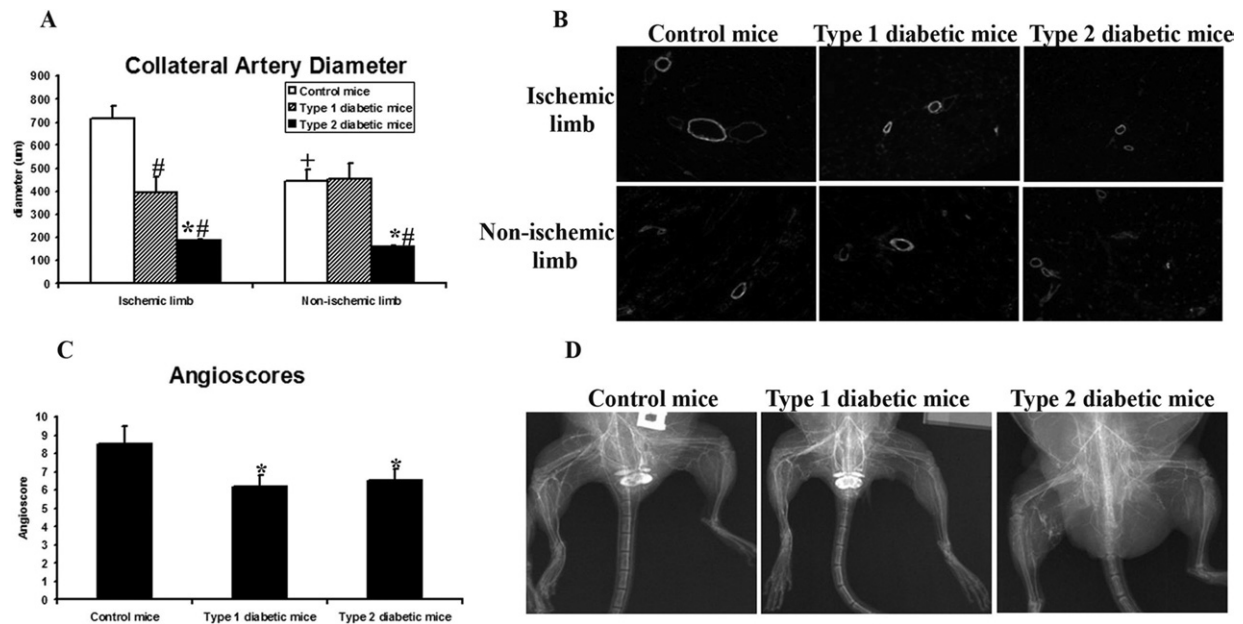 A
Collateral Artery Diameter
Control mice
Type 1 diabetic mice
Type 2 diabetic mice
diameter (um)
900
800
700
600
500
400
300
200
100
0
#
*#
+
*#
Ischemic limb
Non-ischemic limb
B
Control mice
Type 1 diabetic mice
Type 2 diabetic mice
Ischemic
limb
Non-ischemic
limb
C
Angioscores
Angioscore
10
9
8
7
6
5
4
3
2
1
0
*
*
Control mice
Type 1 diabetic mice
Type 2 diabetic mice
D
Control mice
Type 1 diabetic mice
Type 2 diabetic mice